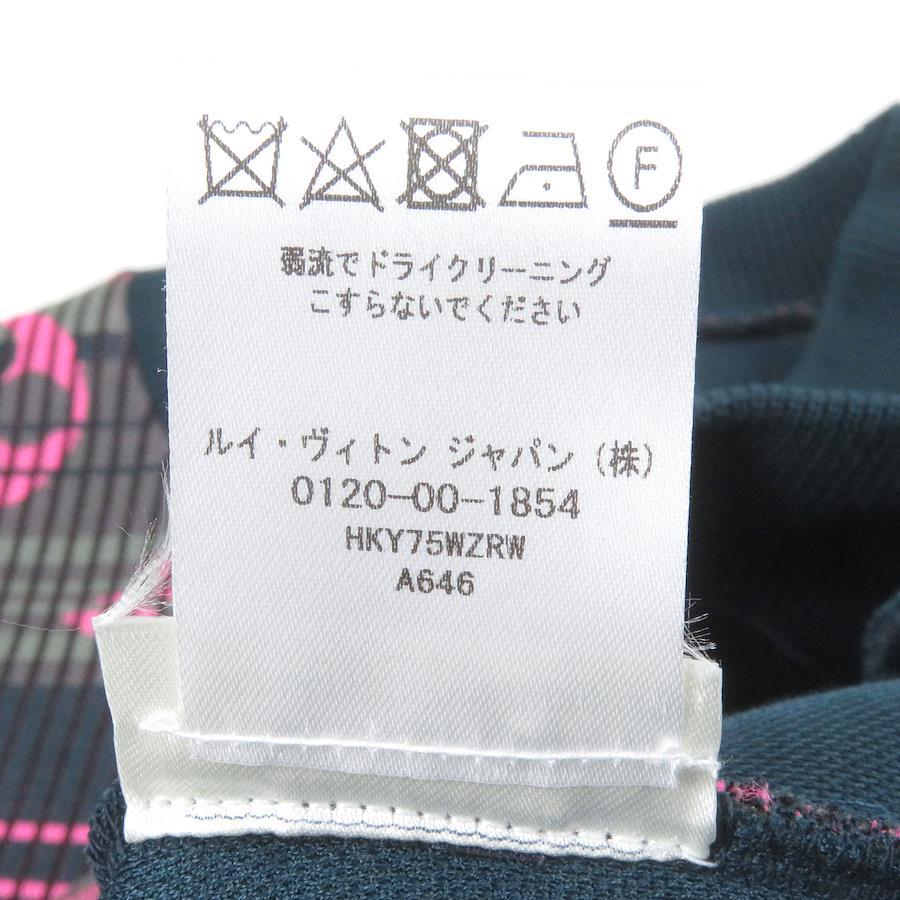 F
弱流でドライクリーニング
こすらないでください
ルイ・ヴィトン ジャパン (株)
0120-00-1854
HKY75WZRW
A646